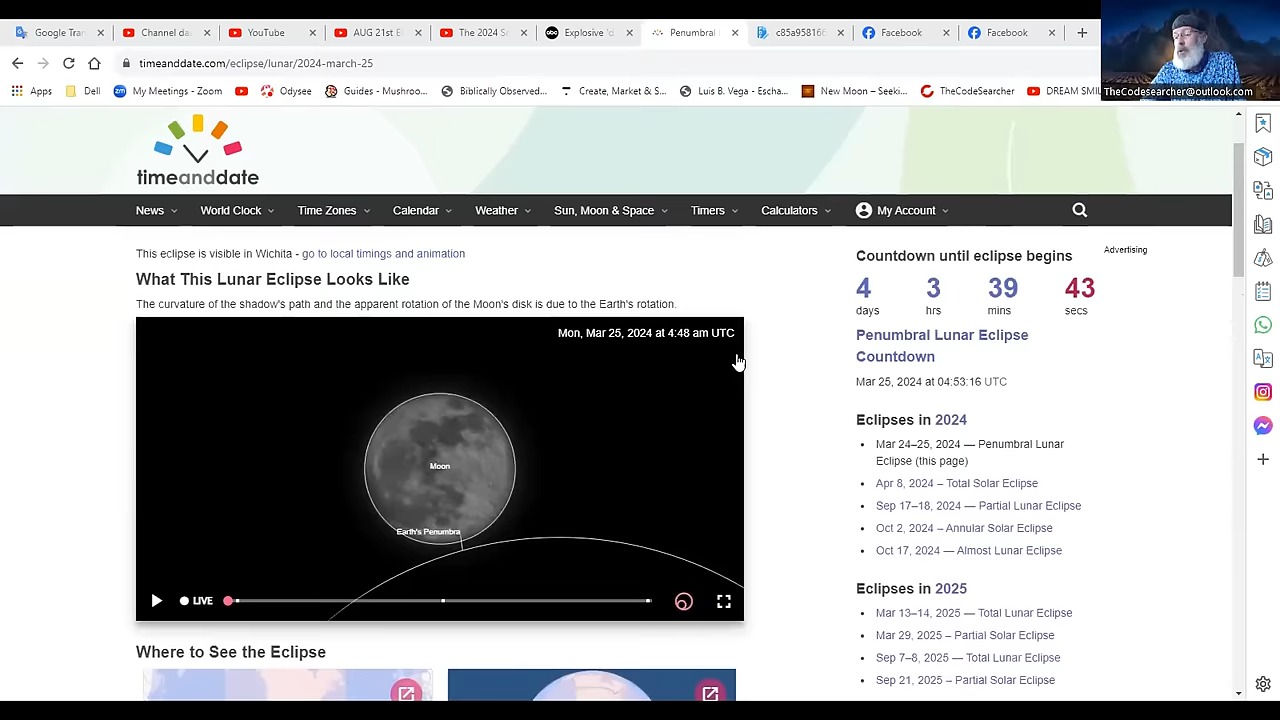 Google Tran
Channel da
YouTube
AUG 21st E
The 2024 S
abc
Explosive 'd
Penumbral
c85a958166
Facebook
Facebook
timeanddate.com/eclipse/lunar/2024-march-25
Apps
Dell
zm
My Meetings - Zoom
Odysee
Guides - Mushroo...
Biblically Observed...
Create, Market & S...
Luis B. Vega - Escha...
New Moon – Seeki...
TheCodeSearcher
DREAM SMIL
TheCodesearcher@outlook.com
timeanddate
News
World Clock
Time Zones
Calendar
Weather
Sun, Moon & Space
Timers
Calculators
My Account
This eclipse is visible in Wichita - go to local timings and animation
What This Lunar Eclipse Looks Like
The curvature of the shadow's path and the apparent rotation of the Moon's disk is due to the Earth's rotation.
Mon, Mar 25, 2024 at 4:48 am UTC
Moon
Earth's Penumbra
LIVE
Where to See the Eclipse
Advertising
Countdown until eclipse begins
4 3 39 43
days hrs mins secs
Penumbral Lunar Eclipse
Countdown
Mar 25, 2024 at 04:53:16 UTC
Eclipses in 2024
Mar 24–25, 2024 — Penumbral Lunar
Eclipse (this page)
Apr 8, 2024 – Total Solar Eclipse
Sep 17–18, 2024 — Partial Lunar Eclipse
Oct 2, 2024 – Annular Solar Eclipse
Oct 17, 2024 — Almost Lunar Eclipse
Eclipses in 2025
Mar 13–14, 2025 — Total Lunar Eclipse
Mar 29, 2025 – Partial Solar Eclipse
Sep 7–8, 2025 — Total Lunar Eclipse
Sep 21, 2025 – Partial Solar Eclipse